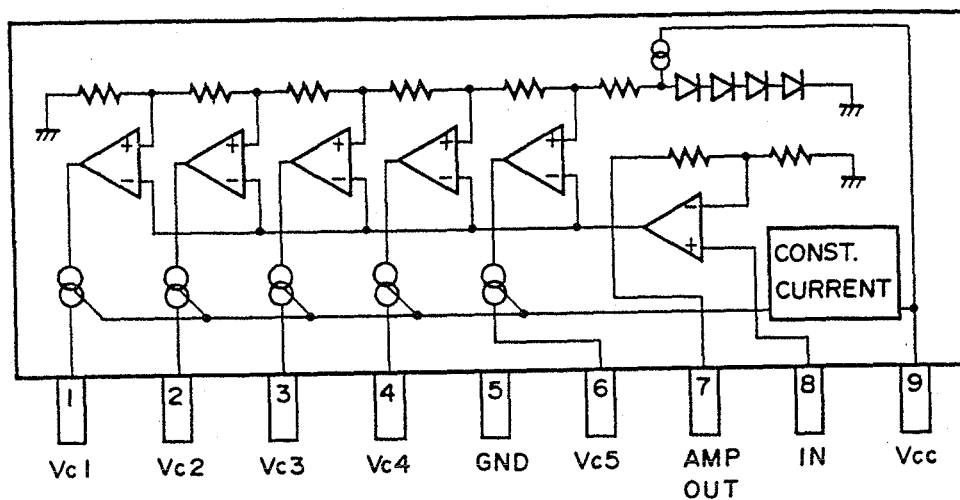 + + + + +
- - - - -
-
+
CONST.
CURRENT
1 2 3 4 5 6 7 8 9
Vc1 Vc2 Vc3 Vc4 GND Vc5 AMP OUT IN Vcc